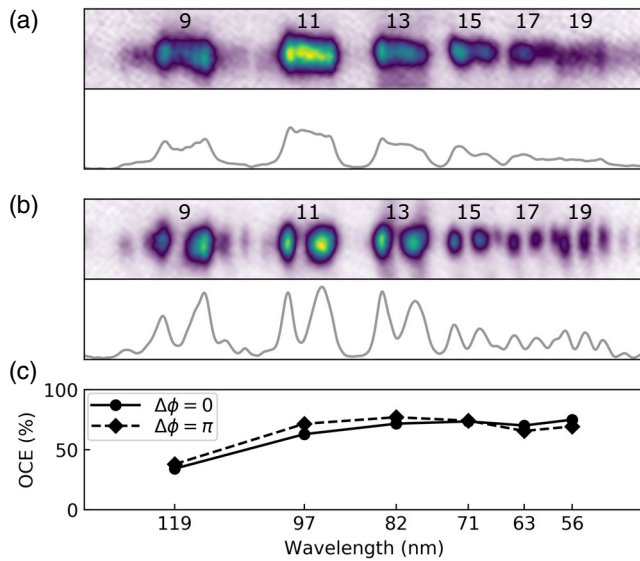 (a)
9 11 13 15 17 19
(b)
9 11 13 15 17 19
(c)
100
50
0
OCE (%)
Δϕ = 0
Δϕ = π
119 97 82 71 63 56
Wavelength (nm)